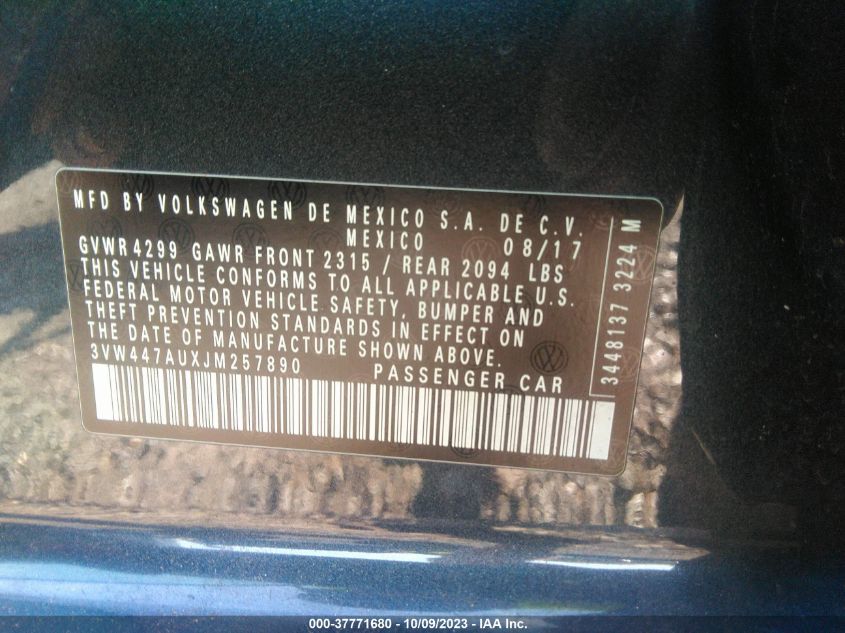 MFD BY VOLKSWAGEN DE MEXICO S.A. DE C.V.
MEXICO 08/17
GVWR 4299 GAWR FRONT 2315 / REAR 2094 LBS
THIS VEHICLE CONFORMS TO ALL APPLICABLE U.S.
FEDERAL MOTOR VEHICLE SAFETY, BUMPER AND
THEFT PREVENTION STANDARDS IN EFFECT ON
THE DATE OF MANUFACTURE SHOWN ABOVE.
3VW447AUXJM257890 PASSENGER CAR
3448137 3224 M
000-37771680 - 10/09/2023 - IAA Inc.